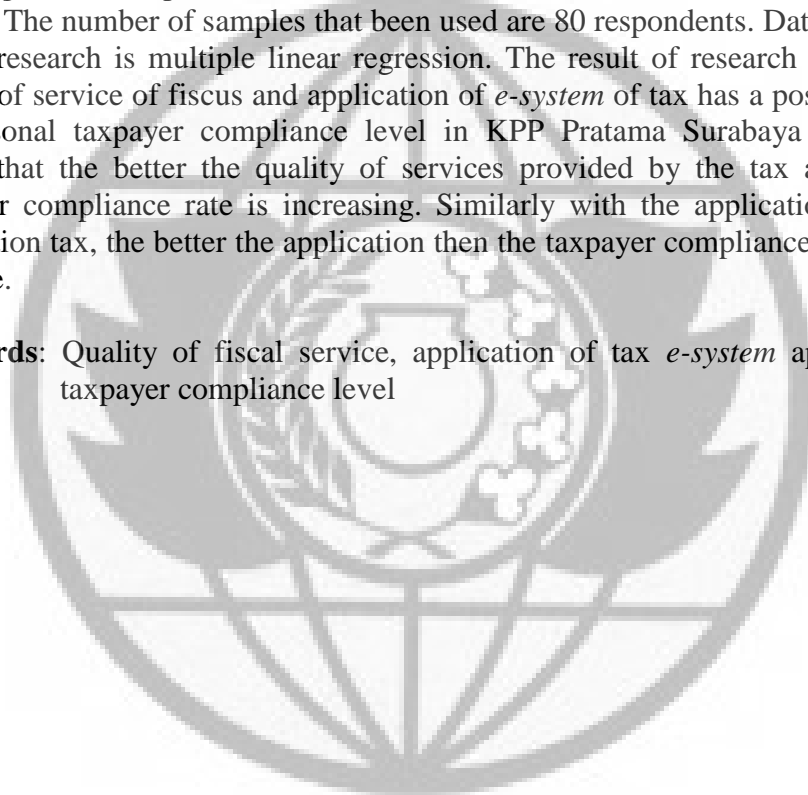 The number of samples that been used are 80 respondents. Dat
research is multiple linear regression. The result of research
of service of fiscus and application of e-system of tax has a pos
onal taxpayer compliance level in KPP Pratama Surabaya
that the better the quality of services provided by the tax a
r compliance rate is increasing. Similarly with the applicatio
ion tax, the better the application then the taxpayer compliance
e.
rds: Quality of fiscal service, application of tax e-system ap
taxpayer compliance level